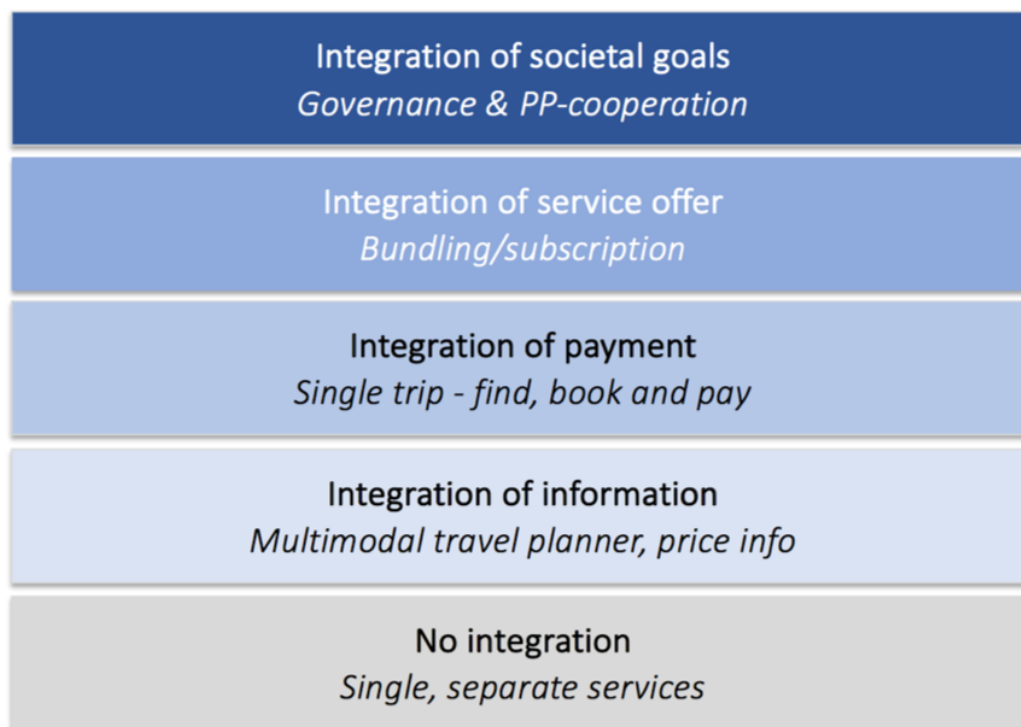 Integration of societal goals
Governance & PP-cooperation
Integration of service offer
Bundling/subscription
Integration of payment
Single trip - find, book and pay
Integration of information
Multimodal travel planner, price info
No integration
Single, separate services